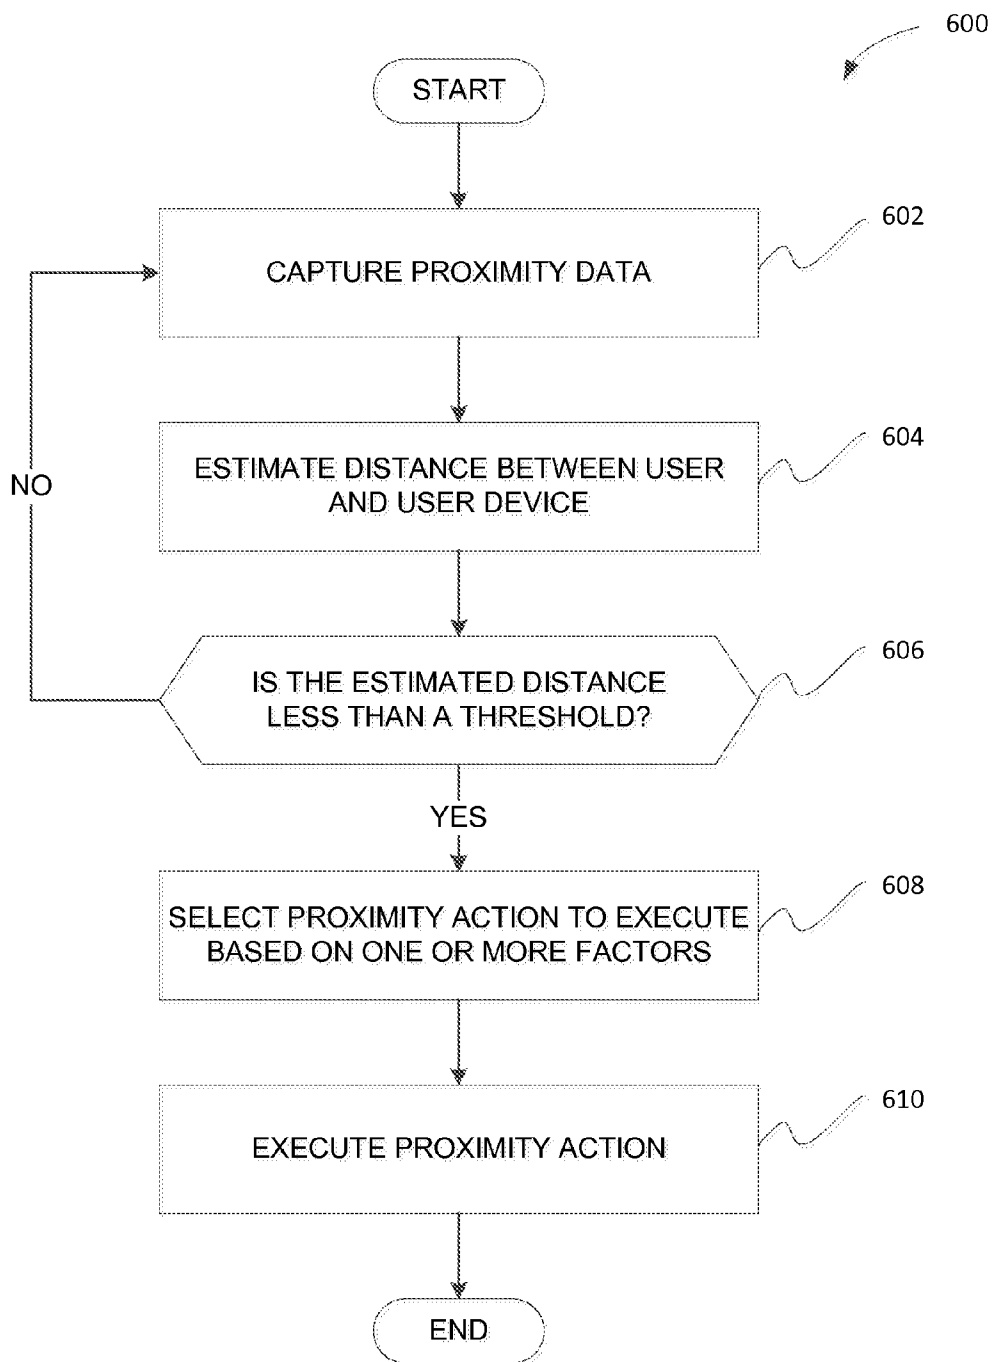 600
START
602
CAPTURE PROXIMITY DATA
604
ESTIMATE DISTANCE BETWEEN USER
AND USER DEVICE
NO
606
IS THE ESTIMATED DISTANCE
LESS THAN A THRESHOLD?
YES
608
SELECT PROXIMITY ACTION TO EXECUTE
BASED ON ONE OR MORE FACTORS
610
EXECUTE PROXIMITY ACTION
END